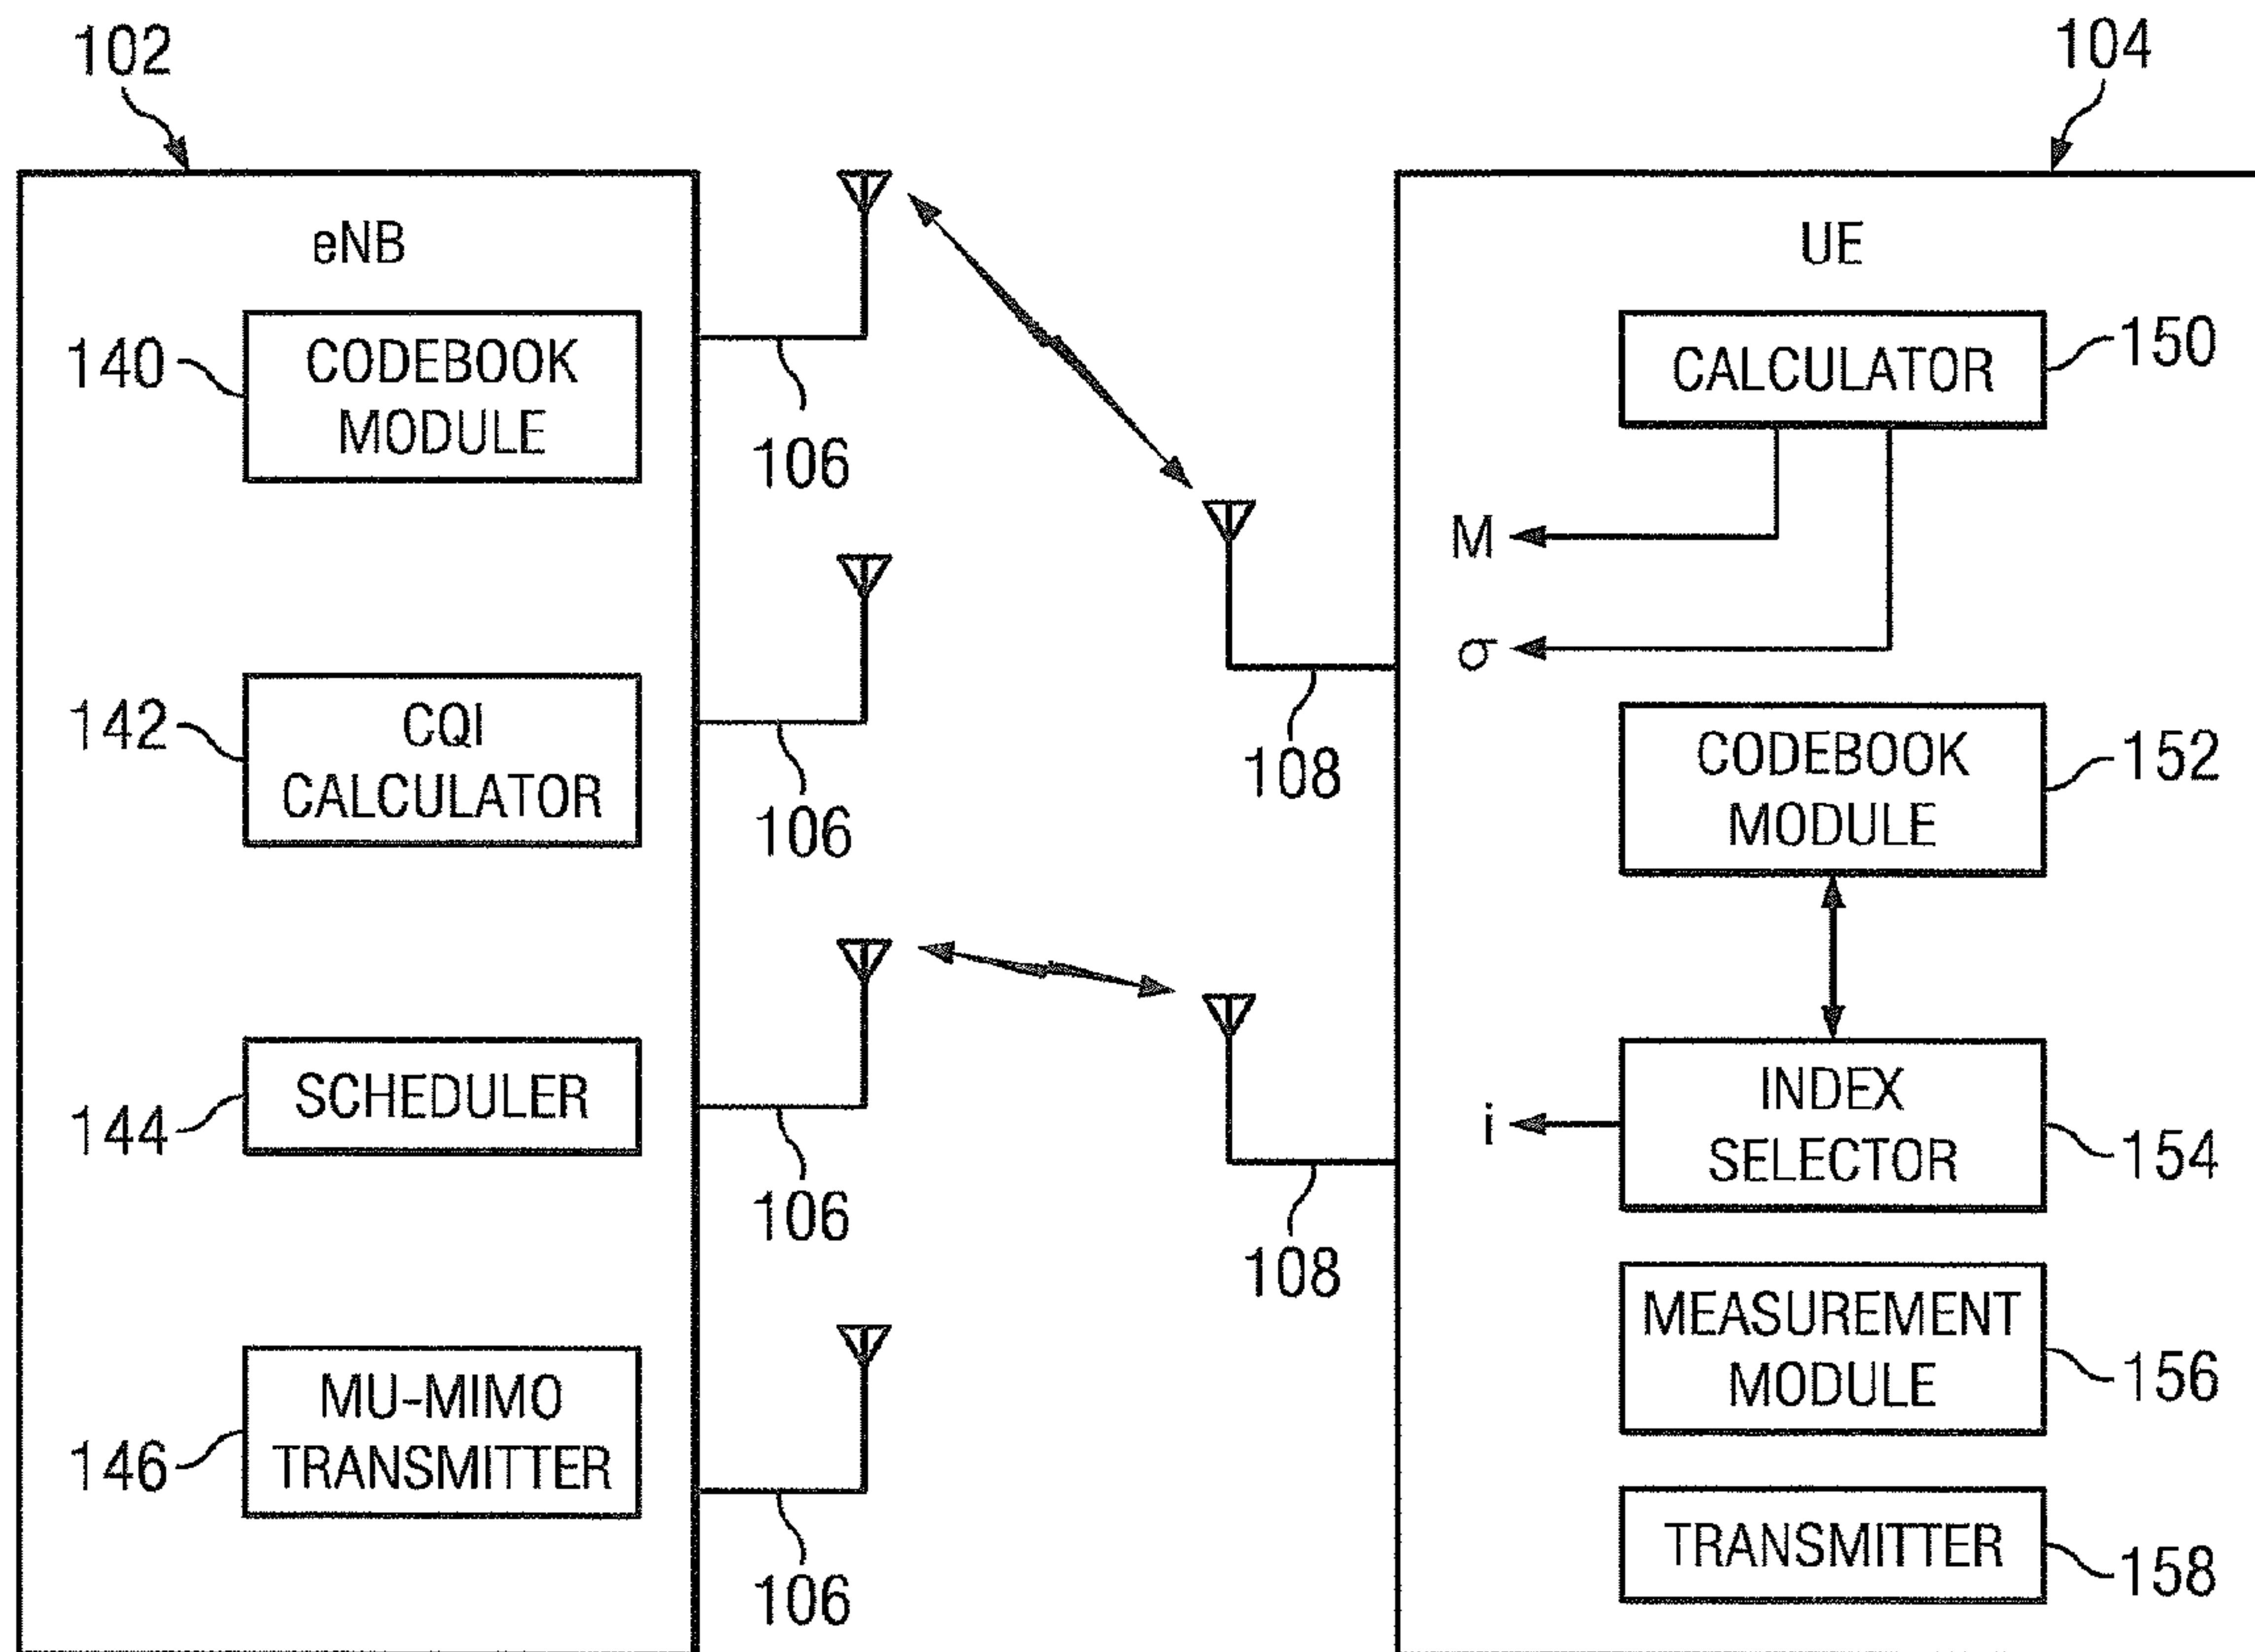 102
104
eNB
140
CODEBOOK
MODULE
106
142
CQI
CALCULATOR
106
144
SCHEDULER
106
146
MU-MIMO
TRANSMITTER
106
108
108
UE
CALCULATOR
150
M
σ
CODEBOOK
MODULE
152
i
INDEX
SELECTOR
154
MEASUREMENT
MODULE
156
TRANSMITTER
158